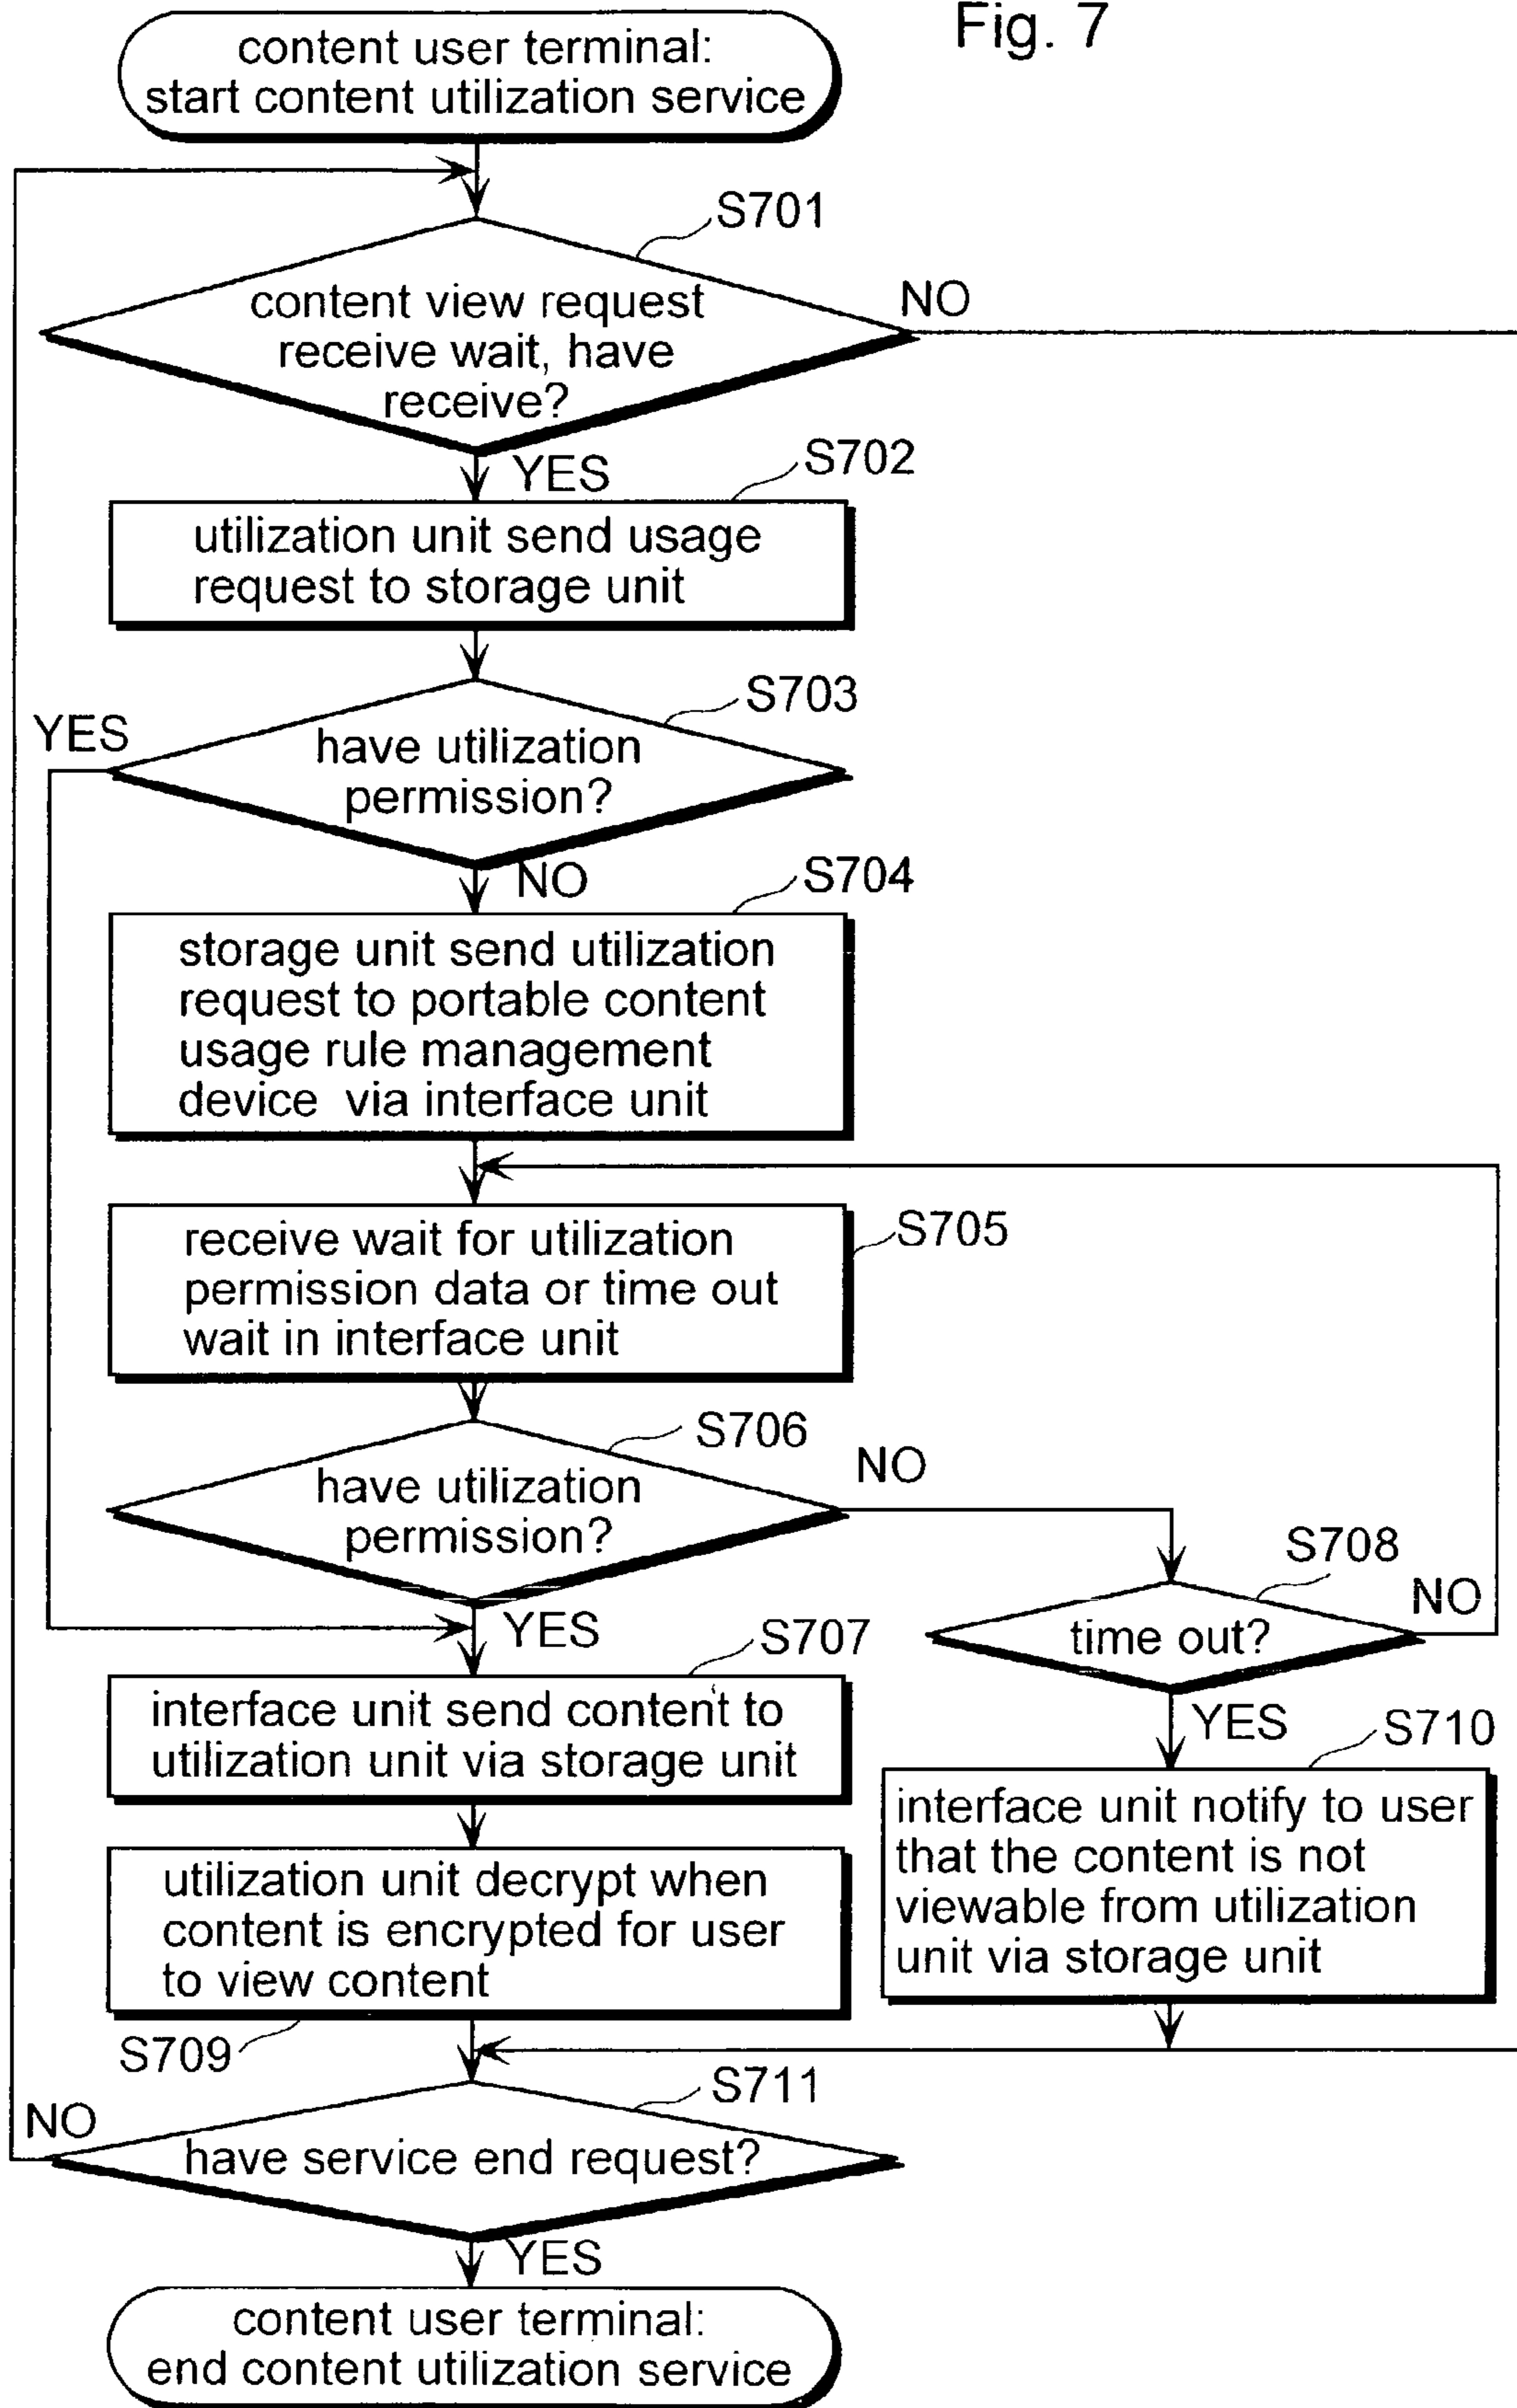 Fig. 7
content user terminal:
start content utilization service
S701
content view request
receive wait, have
receive?
NO
YES
S702
utilization unit send usage
request to storage unit
S703
YES
have utilization
permission?
NO
S704
storage unit send utilization
request to portable content
usage rule management
device via interface unit
S705
receive wait for utilization
permission data or time out
wait in interface unit
S706
have utilization
permission?
NO
S708
time out?
NO
YES
S707
interface unit send content to
utilization unit via storage unit
YES
S710
interface unit notify to user
that the content is not
viewable from utilization
unit via storage unit
utilization unit decrypt when
content is encrypted for user
to view content
S709
S711
NO
have service end request?
YES
content user terminal:
end content utilization service